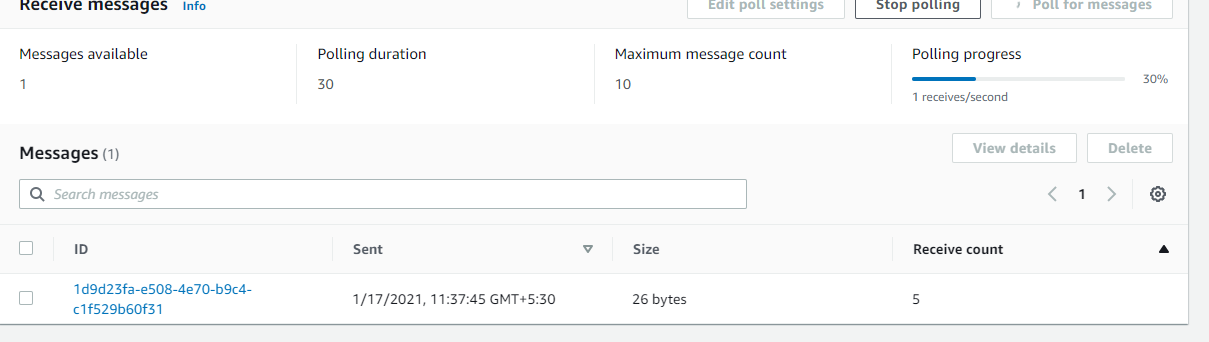 Receive messages Info
Edit poll settings
Stop polling
Poll for messages
Messages available
Polling duration
Maximum message count
Polling progress
1
30
10
30%
1 receives/second
Messages (1)
View details
Delete
Search messages
1
ID
Sent
Size
Receive count
1d9d23fa-e508-4e70-b9c4-
c1f529b60f31
1/17/2021, 11:37:45 GMT+5:30
26 bytes
5